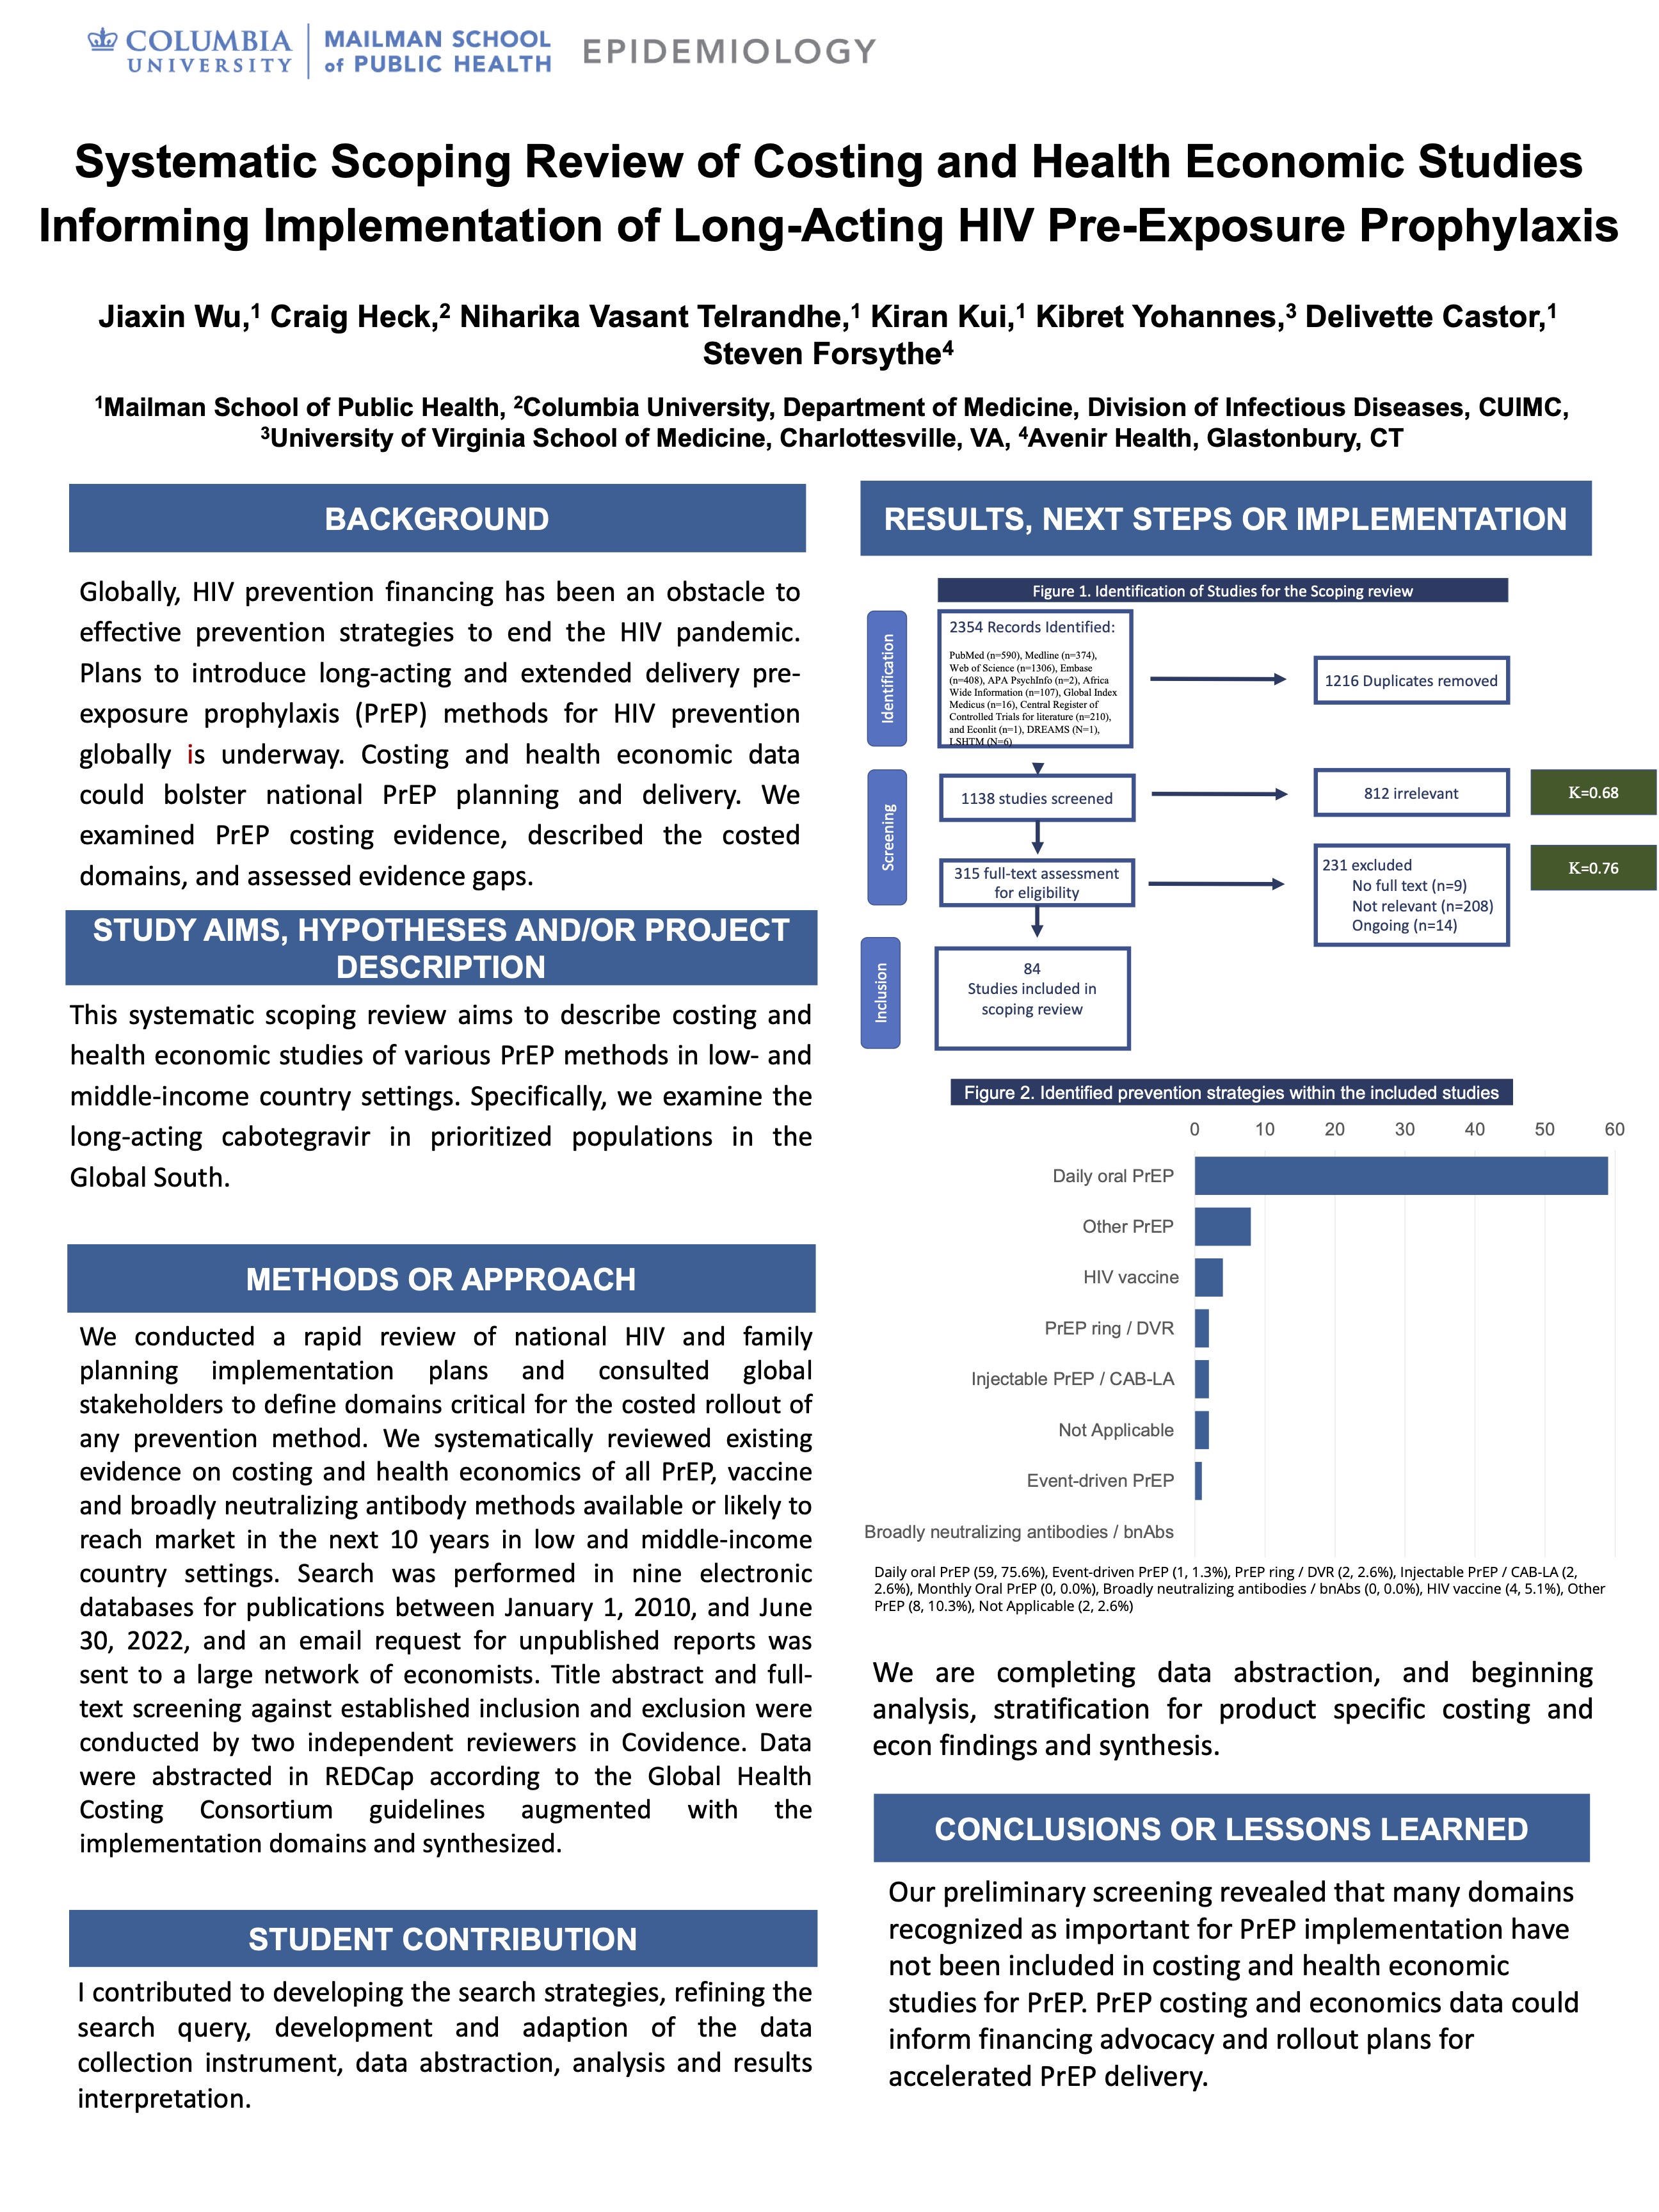 COLUMBIA UNIVERSITY
MAILMAN SCHOOL of PUBLIC HEALTH
EPIDEMIOLOGY
Systematic Scoping Review of Costing and Health Economic Studies
Informing Implementation of Long-Acting HIV Pre-Exposure Prophylaxis
Jiaxin Wu,¹ Craig Heck,² Niharika Vasant Telrandhe,¹ Kiran Kui,¹ Kibret Yohannes,³ Delivette Castor,¹
Steven Forsythe⁴
¹Mailman School of Public Health, ²Columbia University, Department of Medicine, Division of Infectious Diseases, CUIMC,
³University of Virginia School of Medicine, Charlottesville, VA, ⁴Avenir Health, Glastonbury, CT
BACKGROUND
Globally, HIV prevention financing has been an obstacle to
effective prevention strategies to end the HIV pandemic.
Plans to introduce long-acting and extended delivery pre-
exposure prophylaxis (PrEP) methods for HIV prevention
globally is underway. Costing and health economic data
could bolster national PrEP planning and delivery. We
examined PrEP costing evidence, described the costed
domains, and assessed evidence gaps.
STUDY AIMS, HYPOTHESES AND/OR PROJECT
DESCRIPTION
This systematic scoping review aims to describe costing and
health economic studies of various PrEP methods in low- and
middle-income country settings. Specifically, we examine the
long-acting cabotegravir in prioritized populations in the
Global South.
METHODS OR APPROACH
We conducted a rapid review of national HIV and family
planning implementation plans and consulted global
stakeholders to define domains critical for the costed rollout of
any prevention method. We systematically reviewed existing
evidence on costing and health economics of all PrEP, vaccine
and broadly neutralizing antibody methods available or likely to
reach market in the next 10 years in low and middle-income
country settings. Search was performed in nine electronic
databases for publications between January 1, 2010, and June
30, 2022, and an email request for unpublished reports was
sent to a large network of economists. Title abstract and full-
text screening against established inclusion and exclusion were
conducted by two independent reviewers in Covidence. Data
were abstracted in REDCap according to the Global Health
Costing Consortium guidelines augmented with the
implementation domains and synthesized.
STUDENT CONTRIBUTION
I contributed to developing the search strategies, refining the
search query, development and adaption of the data
collection instrument, data abstraction, analysis and results
interpretation.
RESULTS, NEXT STEPS OR IMPLEMENTATION
Figure 1. Identification of Studies for the Scoping review
Identification
2354 Records Identified:
PubMed (n=590), Medline (n=374),
Web of Science (n=1306), Embase
(n=408), APA PsychInfo (n=2), Africa
Wide Information (n=107), Global Index
Medicus (n=16), Central Register of
Controlled Trials for literature (n=210),
and Econlit (n=1), DREAMS (N=1),
LSHTM (N=6)
1216 Duplicates removed
Screening
1138 studies screened
812 irrelevant
K=0.68
315 full-text assessment
for eligibility
231 excluded
No full text (n=9)
Not relevant (n=208)
Ongoing (n=14)
K=0.76
Inclusion
84
Studies included in
scoping review
Figure 2. Identified prevention strategies within the included studies
0 10 20 30 40 50 60
Daily oral PrEP
Other PrEP
HIV vaccine
PrEP ring / DVR
Injectable PrEP / CAB-LA
Not Applicable
Event-driven PrEP
Broadly neutralizing antibodies / bnAbs
Daily oral PrEP (59, 75.6%), Event-driven PrEP (1, 1.3%), PrEP ring / DVR (2, 2.6%), Injectable PrEP / CAB-LA (2,
2.6%), Monthly Oral PrEP (0, 0.0%), Broadly neutralizing antibodies / bnAbs (0, 0.0%), HIV vaccine (4, 5.1%), Other
PrEP (8, 10.3%), Not Applicable (2, 2.6%)
We are completing data abstraction, and beginning
analysis, stratification for product specific costing and
econ findings and synthesis.
CONCLUSIONS OR LESSONS LEARNED
Our preliminary screening revealed that many domains
recognized as important for PrEP implementation have
not been included in costing and health economic
studies for PrEP. PrEP costing and economics data could
inform financing advocacy and rollout plans for
accelerated PrEP delivery.